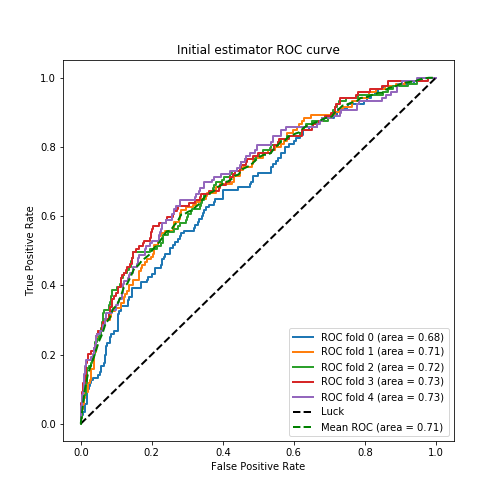 Initial estimator ROC curve
True Positive Rate
1.0
0.8
0.6
0.4
0.2
0.0
ROC fold 0 (area = 0.68)
ROC fold 1 (area = 0.71)
ROC fold 2 (area = 0.72)
ROC fold 3 (area = 0.73)
ROC fold 4 (area = 0.73)
Luck
Mean ROC (area = 0.71)
0.0 0.2 0.4 0.6 0.8 1.0
False Positive Rate